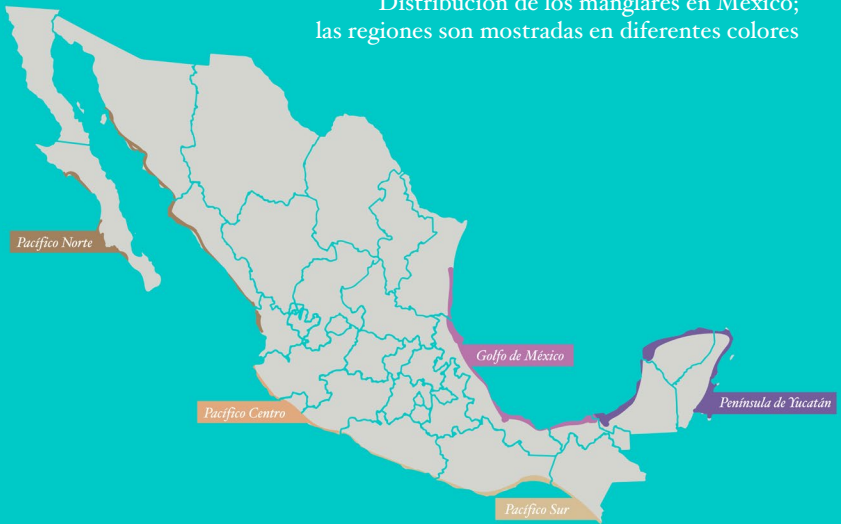 Distribución de los manglares en México;
las regiones son mostradas en diferentes colores
Pacífico Norte
Golfo de México
Península de Yucatán
Pacífico Centro
Pacífico Sur